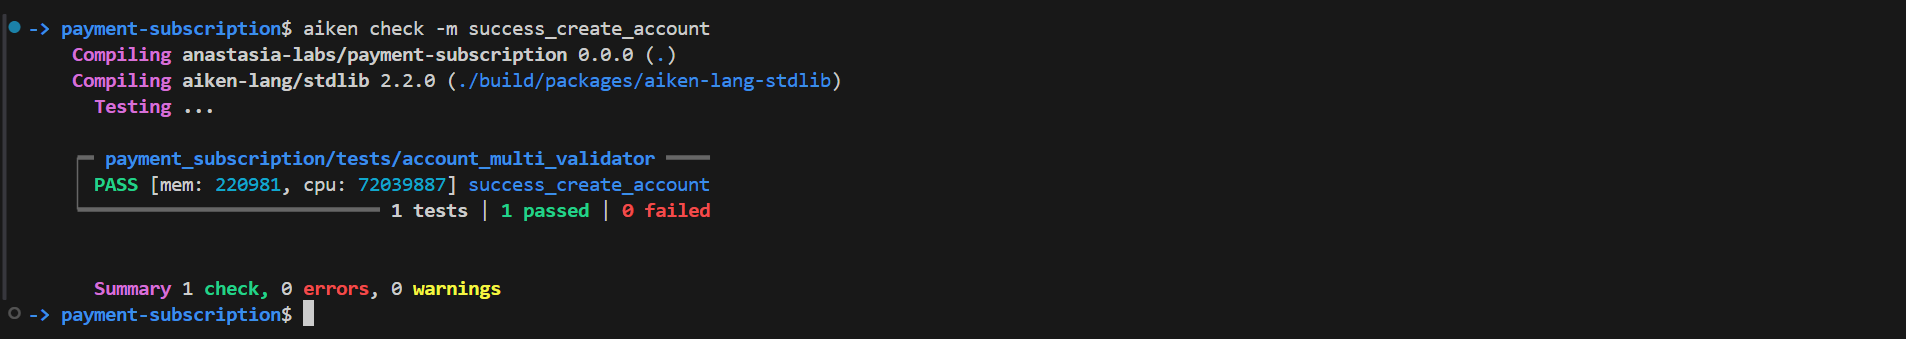 -> payment-subscription$ aiken check -m success_create_account
Compiling anastasia-labs/payment-subscription 0.0.0 (.)
Compiling aiken-lang/stdlib 2.2.0 (./build/packages/aiken-lang-stdlib)
Testing ...
payment_subscription/tests/account_multi_validator
PASS [mem: 220981, cpu: 72039887] success_create_account
1 tests | 1 passed | 0 failed
Summary 1 check, 0 errors, 0 warnings
-> payment-subscription$